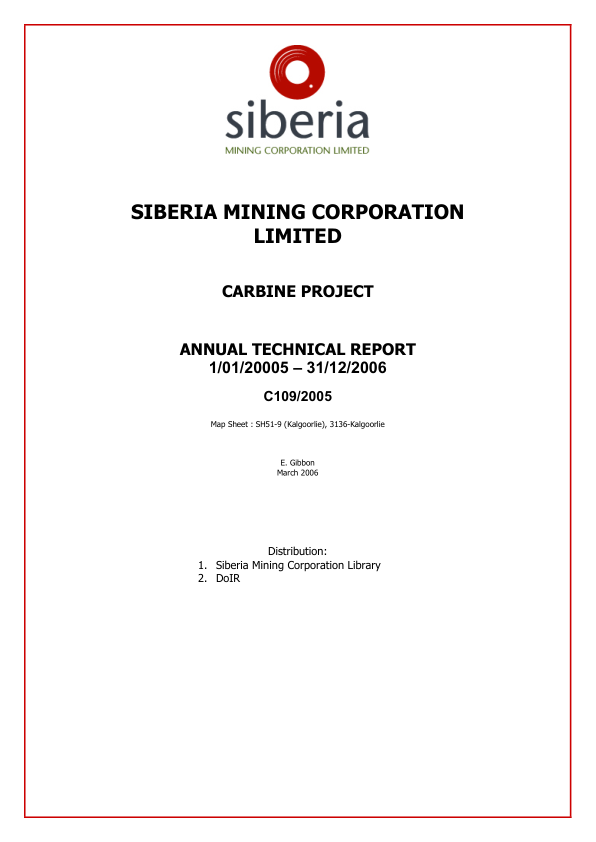 siberia
MINING CORPORATION LIMITED
SIBERIA MINING CORPORATION
LIMITED
CARBINE PROJECT
ANNUAL TECHNICAL REPORT
1/01/20005 – 31/12/2006
C109/2005
Map Sheet : SH51-9 (Kalgoorlie), 3136-Kalgoorlie
E. Gibbon
March 2006
Distribution:
1. Siberia Mining Corporation Library
2. DoIR